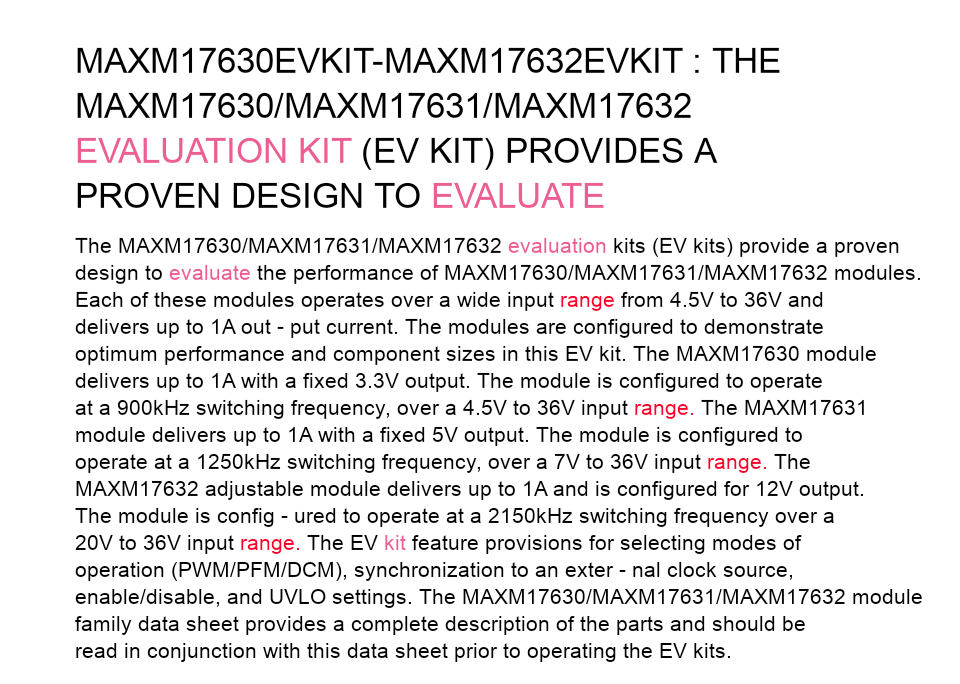 MAXM17630EVKIT-MAXM17632EVKIT : THE
MAXM17630/MAXM17631/MAXM17632
EVALUATION KIT (EV KIT) PROVIDES A
PROVEN DESIGN TO EVALUATE
The MAXM17630/MAXM17631/MAXM17632 evaluation kits (EV kits) provide a proven
design to evaluate the performance of MAXM17630/MAXM17631/MAXM17632 modules.
Each of these modules operates over a wide input range from 4.5V to 36V and
delivers up to 1A out - put current. The modules are configured to demonstrate
optimum performance and component sizes in this EV kit. The MAXM17630 module
delivers up to 1A with a fixed 3.3V output. The module is configured to operate
at a 900kHz switching frequency, over a 4.5V to 36V input range. The MAXM17631
module delivers up to 1A with a fixed 5V output. The module is configured to
operate at a 1250kHz switching frequency, over a 7V to 36V input range. The
MAXM17632 adjustable module delivers up to 1A and is configured for 12V output.
The module is config - ured to operate at a 2150kHz switching frequency over a
20V to 36V input range. The EV kit feature provisions for selecting modes of
operation (PWM/PFM/DCM), synchronization to an exter - nal clock source,
enable/disable, and UVLO settings. The MAXM17630/MAXM17631/MAXM17632 module
family data sheet provides a complete description of the parts and should be
read in conjunction with this data sheet prior to operating the EV kits.